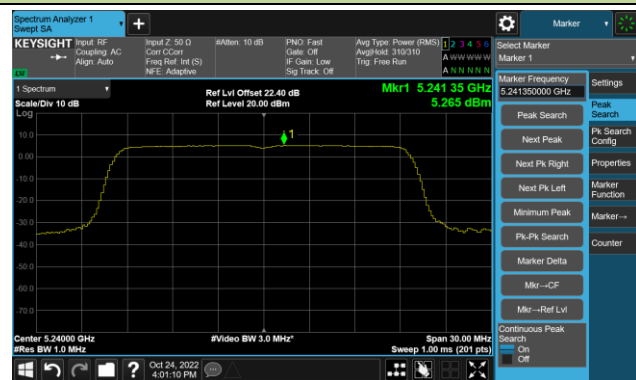 Spectrum Analyzer 1
Swept SA
Marker
KEYSIGHT
Input: RF
Coupling: AC
Align: Auto
Input Z: 50 Ω
Corr CCorr
Freq Ref: Int (S)
NFE: Adaptive
#Atten: 10 dB
PNO: Fast
Gate: Off
IF Gain: Low
Sig Track: Off
Avg Type: Power (RMS)
Avg|Hold: 310/310
Trig: Free Run
1 2 3 4 5 6
A W W W W W
A N N N N N
LW
Select Marker
Marker 1
1 Spectrum
Scale/Div 10 dB
Log
Ref Lvl Offset 22.40 dB
Ref Level 20.00 dBm
Mkr1 5.241 35 GHz
5.265 dBm
1
10.0
0.00
-10.0
-20.0
-30.0
-40.0
-50.0
-60.0
-70.0
Center 5.24000 GHz
#Res BW 1.0 MHz
#Video BW 3.0 MHz*
Span 30.00 MHz
Sweep 1.00 ms (201 pts)
Marker Frequency
5.241350000 GHz
Peak Search
Next Peak
Next Pk Right
Next Pk Left
Minimum Peak
Pk-Pk Search
Marker Delta
Mkr→CF
Mkr→Ref Lvl
Continuous Peak
Search
On
Off
Settings
Peak
Search
Pk Search
Config
Properties
Marker
Function
Marker→
Counter
?
Oct 24, 2022
4:01:10 PM